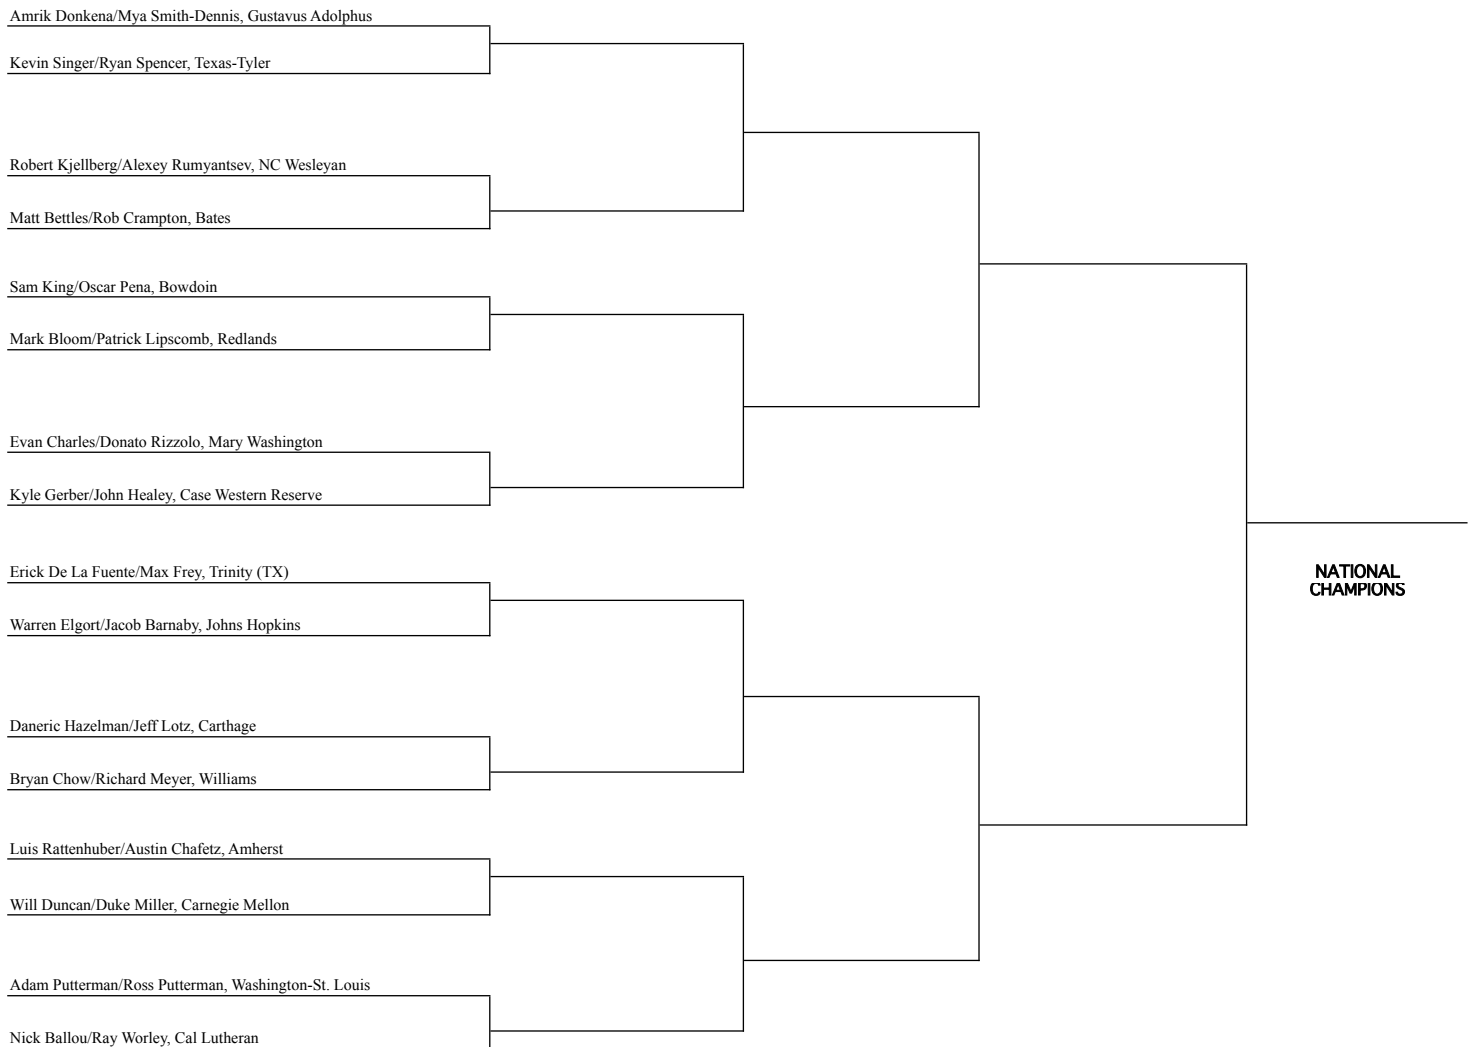 Amrik Donkena/Mya Smith-Dennis, Gustavus Adolphus
Kevin Singer/Ryan Spencer, Texas-Tyler
Robert Kjellberg/Alexey Rumyantsev, NC Wesleyan
Matt Bettles/Rob Crampton, Bates
Sam King/Oscar Pena, Bowdoin
Mark Bloom/Patrick Lipscomb, Redlands
Evan Charles/Donato Rizzolo, Mary Washington
Kyle Gerber/John Healey, Case Western Reserve
Erick De La Fuente/Max Frey, Trinity (TX)
Warren Elgort/Jacob Barnaby, Johns Hopkins
Daneric Hazelman/Jeff Lotz, Carthage
Bryan Chow/Richard Meyer, Williams
Luis Rattenhuber/Austin Chafetz, Amherst
Will Duncan/Duke Miller, Carnegie Mellon
Adam Putterman/Ross Putterman, Washington-St. Louis
Nick Ballou/Ray Worley, Cal Lutheran
NATIONAL
CHAMPIONS